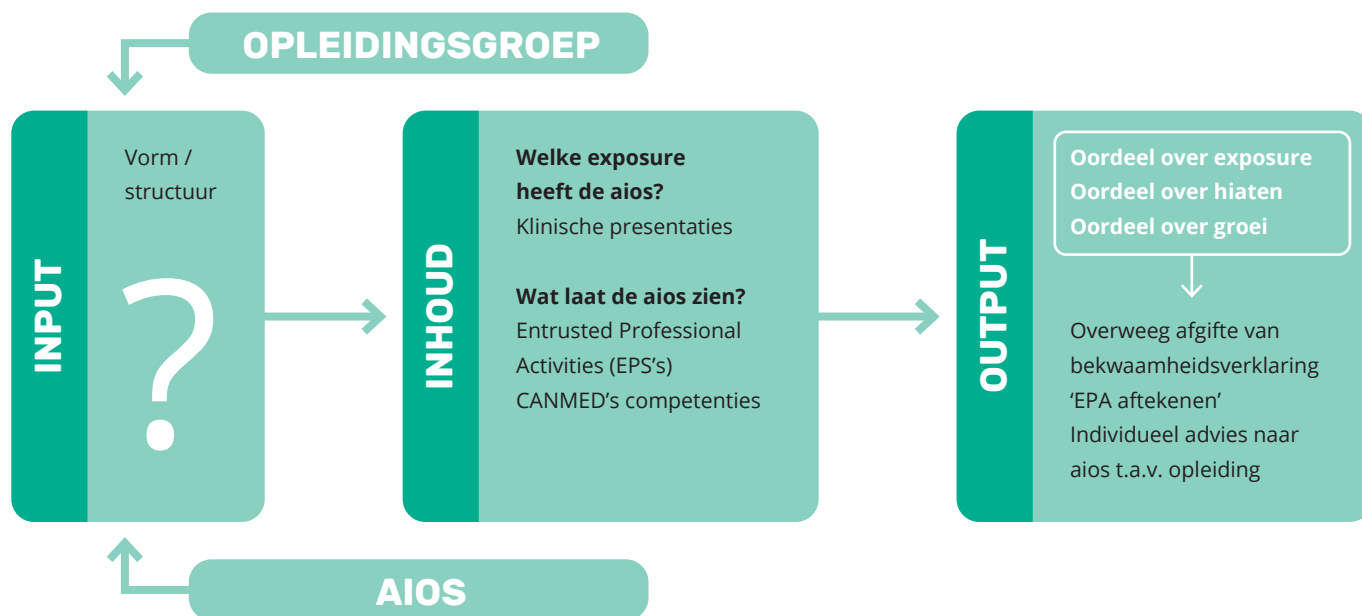 OPLEIDINGSGROEP
INPUT
Vorm /
structuur
?
INHOUD
Welke exposure
heeft de aios?
Klinische presentaties
Wat laat de aios zien?
Entrusted Professional
Activities (EPS’s)
CANMED’s competenties
OUTPUT
Oordeel over exposure
Oordeel over hiaten
Oordeel over groei
Overweeg afgifte van
bekwaamheidsverklaring
‘EPA aftekenen’
Individueel advies naar
aios t.a.v. opleiding
AIOS